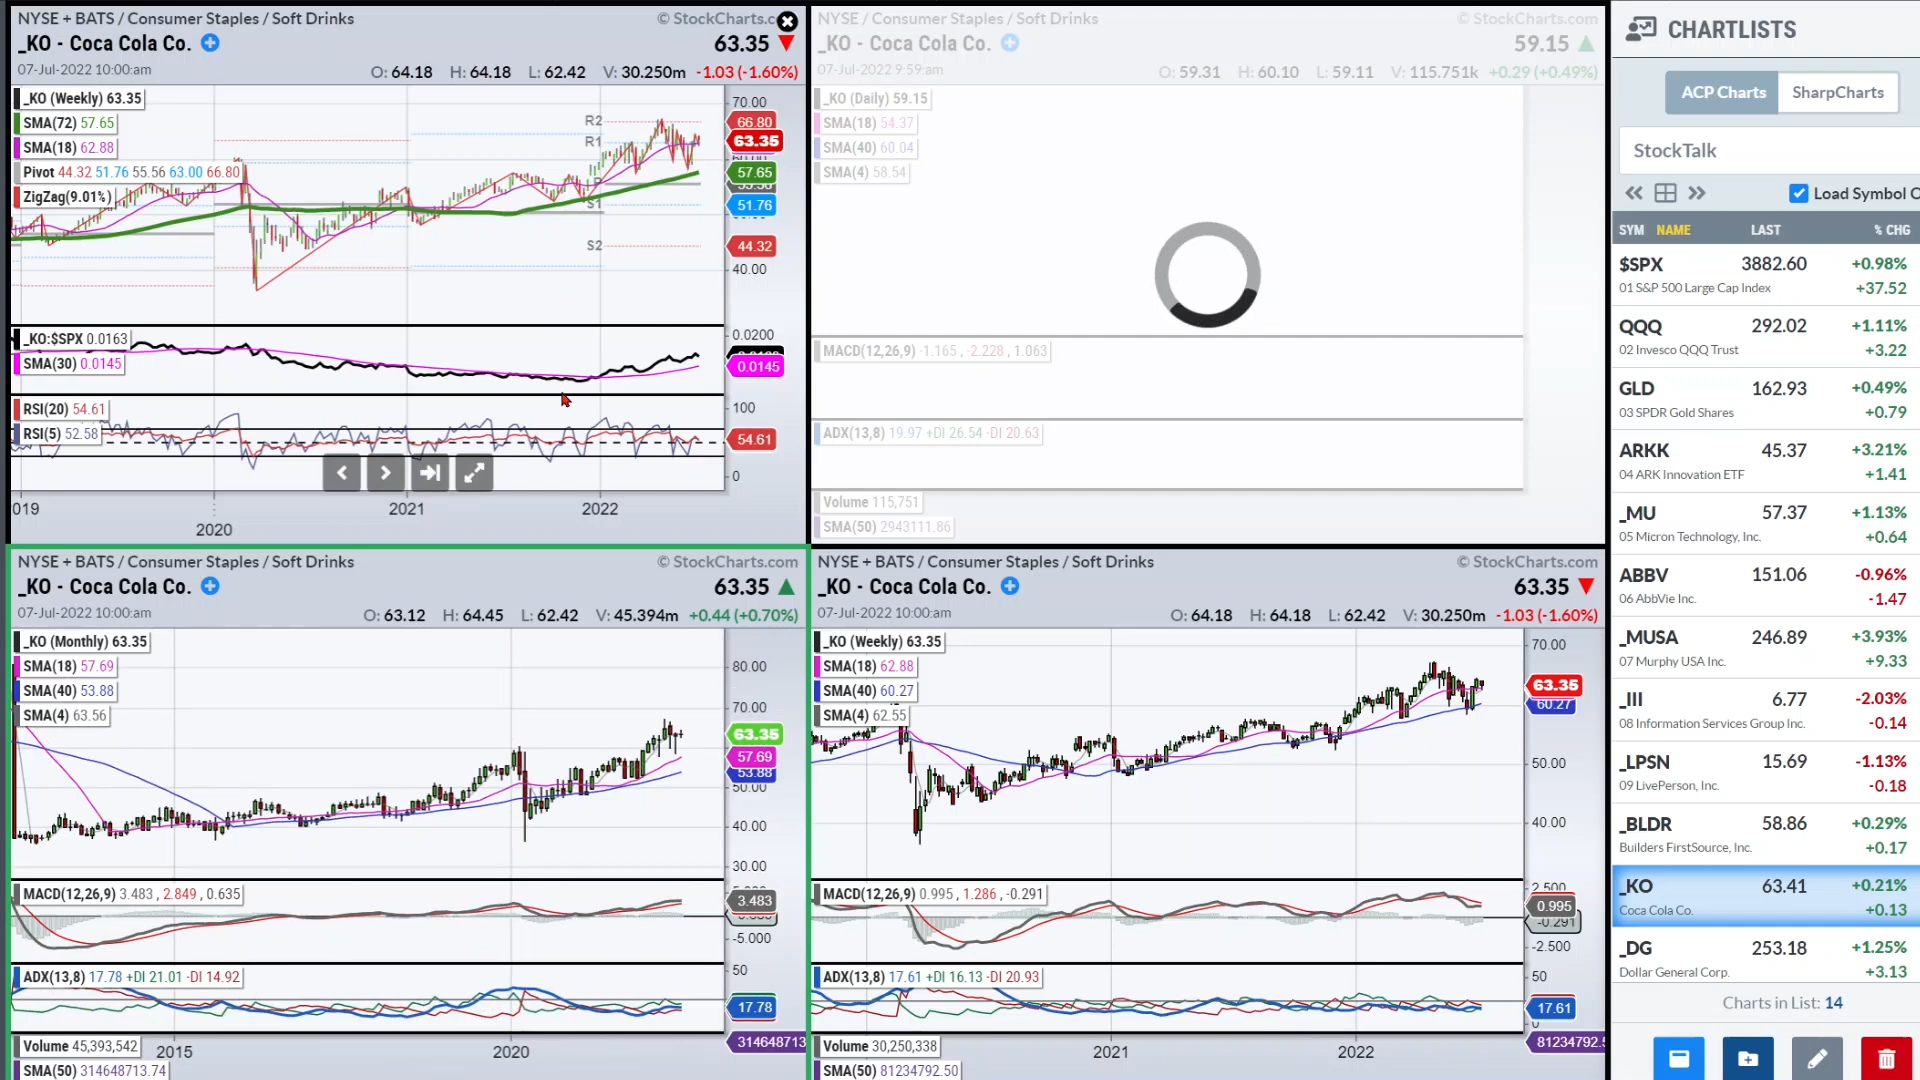 NYSE + BATS / Consumer Staples / Soft Drinks
© StockCharts.c
_KO - Coca Cola Co.
63.35
07-Jul-2022 10:00:am
O: 64.18 H: 64.18 L: 62.42 V: 30.250m -1.03 (-1.60%)
_KO (Weekly) 63.35
SMA(72) 57.65
SMA(18) 62.88
Pivot 44.32 51.76 55.56 63.00 66.80
ZigZag(9.01%)
R2
R1
P
S1
S2
70.00
66.80
63.35
57.65
51.76
44.32
40.00
_KO:$SPX 0.0163
SMA(30) 0.0145
0.0200
0.0145
RSI(20) 54.61
RSI(5) 52.58
100
54.61
0
019
2020
2021
2022
NYSE / Consumer Staples / Soft Drinks
© StockCharts.com
_KO - Coca Cola Co.
59.15
07-Jul-2022 9:59:am
O: 59.31 H: 60.10 L: 59.11 V: 115.751k +0.29 (+0.49%)
_KO (Daily) 59.15
SMA(18) 54.37
SMA(40) 60.04
SMA(4) 58.54
MACD(12,26,9) -1.165 , -2.228 , 1.063
ADX(13,8) 19.97 +DI 26.54 -DI 20.63
Volume 115,751
SMA(50) 2943111.86
NYSE + BATS / Consumer Staples / Soft Drinks
© StockCharts.com
_KO - Coca Cola Co.
63.35
07-Jul-2022 10:00:am
O: 63.12 H: 64.45 L: 62.42 V: 45.394m +0.44 (+0.70%)
_KO (Monthly) 63.35
SMA(18) 57.69
SMA(40) 53.88
SMA(4) 63.56
80.00
70.00
63.35
57.69
53.88
50.00
40.00
30.00
MACD(12,26,9) 3.483 , 2.849 , 0.635
3.483
-5.000
ADX(13,8) 17.78 +DI 21.01 -DI 14.92
50
17.78
Volume 45,393,542
SMA(50) 314648713.74
314648713
2015
2020
NYSE + BATS / Consumer Staples / Soft Drinks
© StockCharts.com
_KO - Coca Cola Co.
63.35
07-Jul-2022 10:00:am
O: 64.18 H: 64.18 L: 62.42 V: 30.250m -1.03 (-1.60%)
_KO (Weekly) 63.35
SMA(18) 62.88
SMA(40) 60.27
SMA(4) 62.55
70.00
63.35
60.27
50.00
40.00
MACD(12,26,9) 0.995 , 1.286 , -0.291
2.500
0.995
-0.291
-2.500
ADX(13,8) 17.61 +DI 16.13 -DI 20.93
50
17.61
0
Volume 30,250,338
SMA(50) 81234792.50
81234792.5
2021
2022
CHARTLISTS
ACP Charts
SharpCharts
StockTalk
Load Symbol O
SYM NAME LAST % CHG
$SPX 3882.60 +0.98%
01 S&P 500 Large Cap Index +37.52
QQQ 292.02 +1.11%
02 Invesco QQQ Trust +3.22
GLD 162.93 +0.49%
03 SPDR Gold Shares +0.79
ARKK 45.37 +3.21%
04 ARK Innovation ETF +1.41
_MU 57.37 +1.13%
05 Micron Technology, Inc. +0.64
ABBV 151.06 -0.96%
06 AbbVie Inc. -1.47
_MUSA 246.89 +3.93%
07 Murphy USA Inc. +9.33
_III 6.77 -2.03%
08 Information Services Group Inc. -0.14
_LPSN 15.69 -1.13%
09 LivePerson, Inc. -0.18
_BLDR 58.86 +0.29%
Builders FirstSource, Inc. +0.17
_KO 63.41 +0.21%
Coca Cola Co. +0.13
_DG 253.18 +1.25%
Dollar General Corp. +3.13
Charts in List: 14